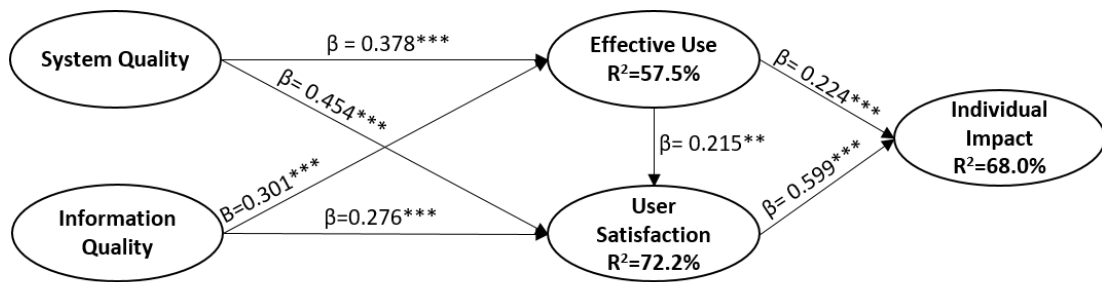 System Quality
β = 0.378***
Effective Use
R²=57.5%
β= 0.454***
β= 0.224***
Individual
Impact
R²=68.0%
β= 0.215**
B=0.301***
β= 0.599***
Information
Quality
β=0.276***
User
Satisfaction
R²=72.2%